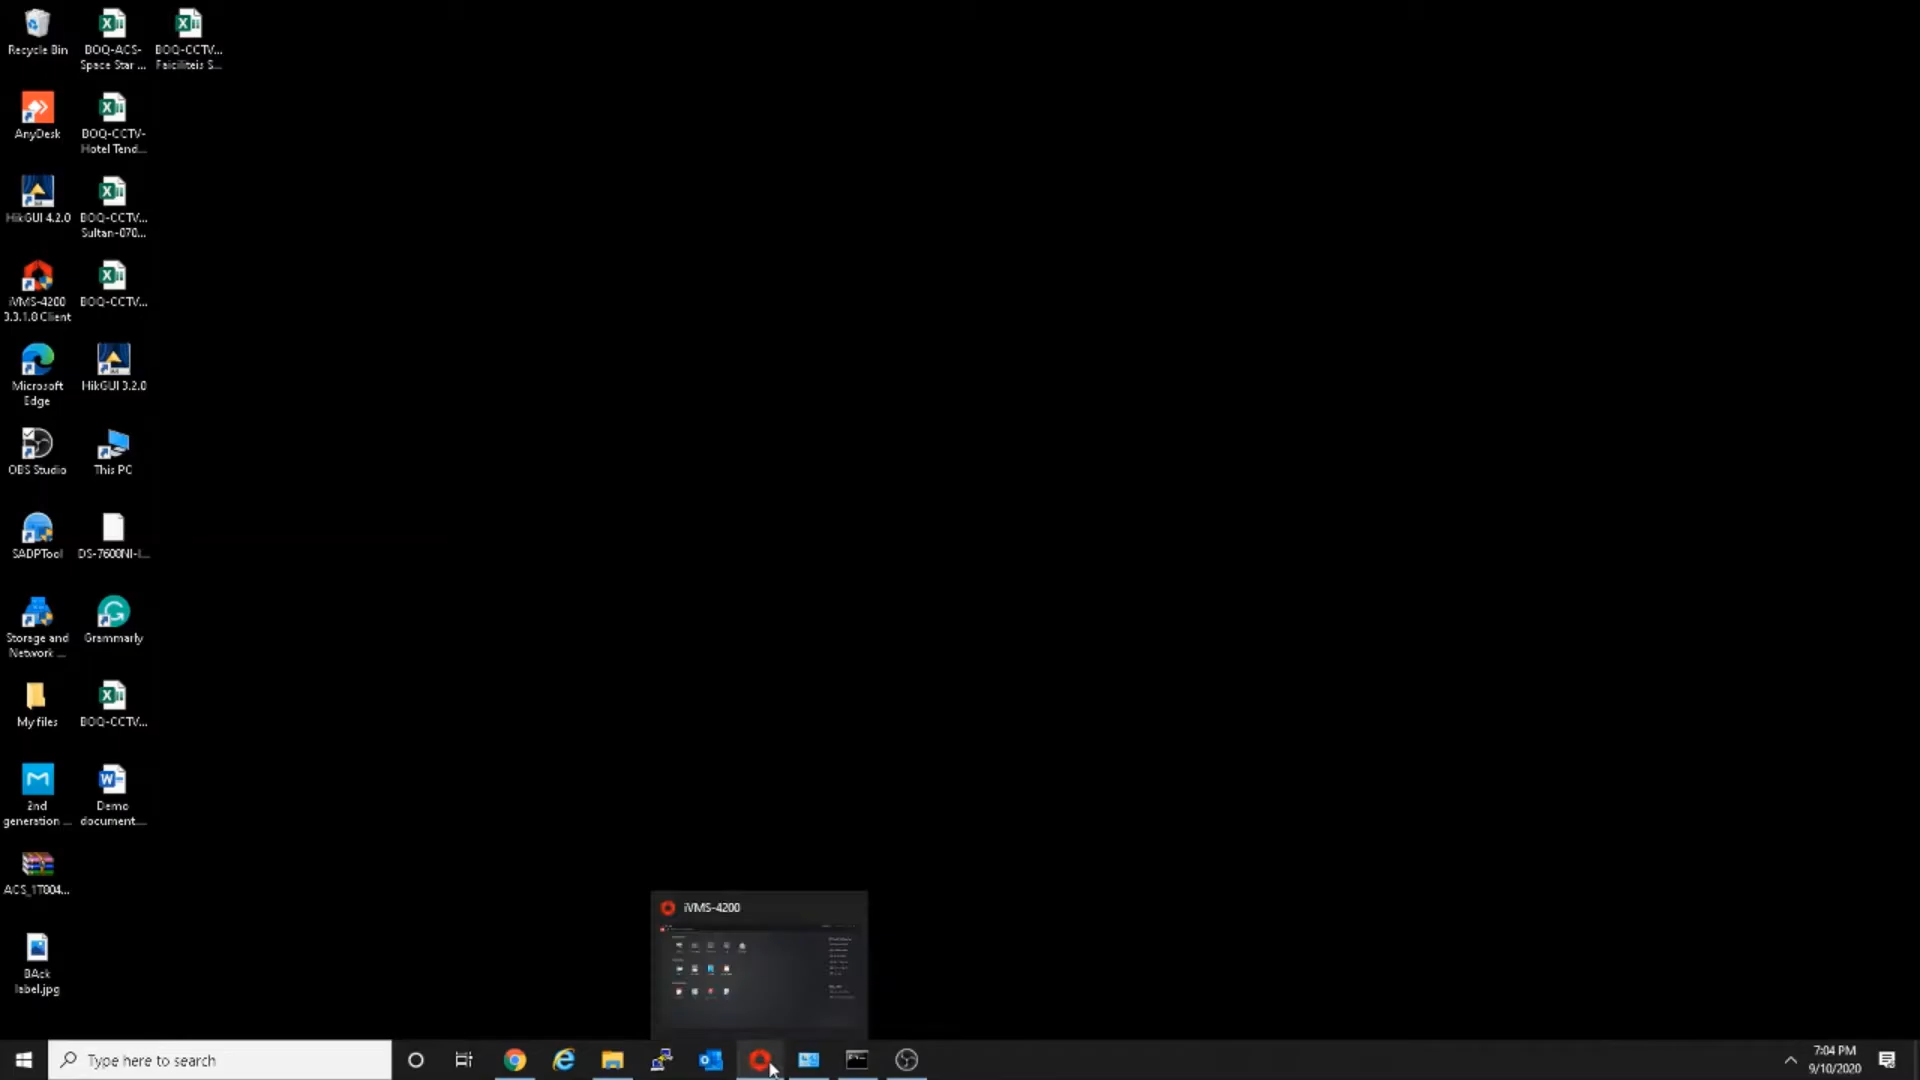 Recycle Bin
BOQ-ACS-
Space Star ...
BOQ-CCTV...
Faiciliteis S...
AnyDesk
BOQ-CCTV-
Hotel Tend...
HikGUI 4.2.0
BOQ-CCTV...
Sultan-070...
iVMS-4200
3.3.1.8 Client
BOQ-CCTV...
Microsoft
Edge
HikGUI 3.2.0
OBS Studio
This PC
SADPTool
DS-7600NI-I...
Storage and
Network ...
Grammarly
My files
BOQ-CCTV...
2nd
generation ...
Demo
document....
ACS_1T004...
BAck
label.jpg
iVMS-4200
Type here to search
7:04 PM
9/10/2020